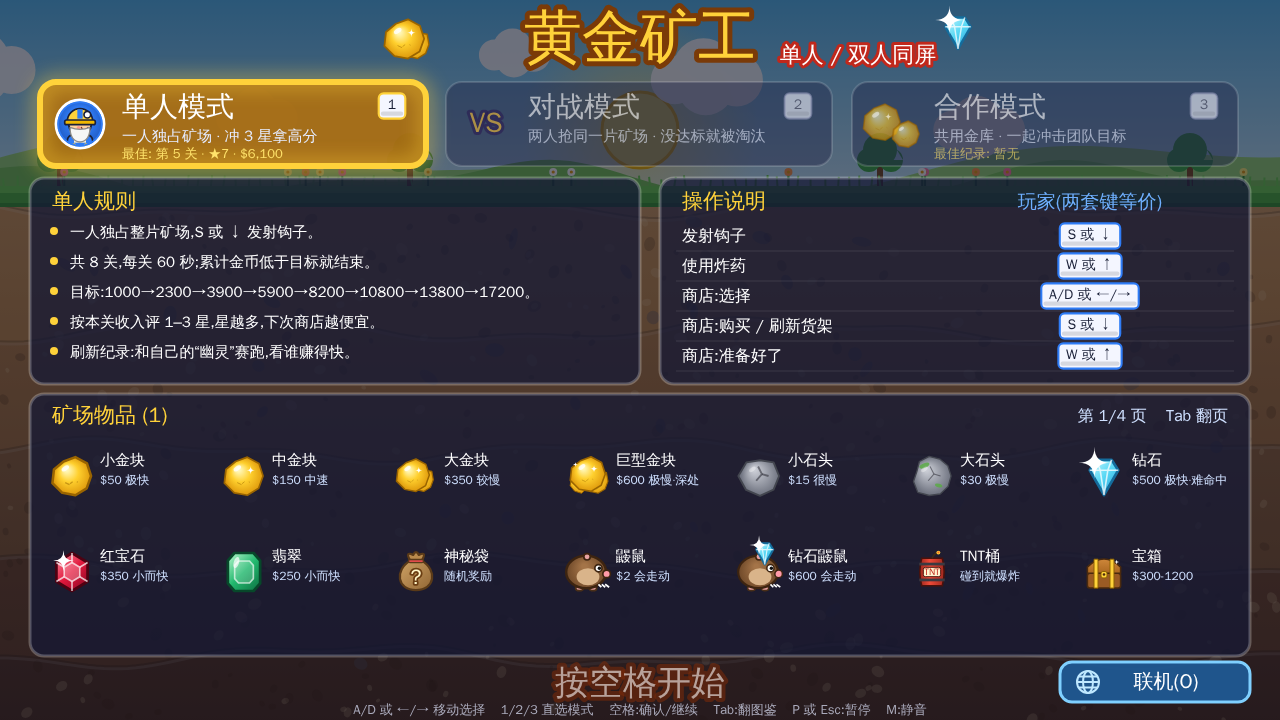 黄金矿工
单人 / 双人同屏
单人模式
1
一人独占矿场 · 冲 3 星拿高分
最佳: 第 5 关 · ★7 · $6,100
VS
对战模式
2
两人抢同一片矿场 · 没达标就被淘汰
合作模式
3
共用金库 · 一起冲击团队目标
最佳纪录: 暂无
单人规则
一人独占整片矿场,S 或 ↓ 发射钩子。
共 8 关,每关 60 秒;累计金币低于目标就结束。
目标:1000→2300→3900→5900→8200→10800→13800→17200。
按本关收入评 1–3 星,星越多,下次商店越便宜。
刷新纪录:和自己的“幽灵”赛跑,看谁赚得快。
操作说明 玩家(两套键等价)
发射钩子 S 或 ↓
使用炸药 W 或 ↑
商店:选择 A/D 或 ←/→
商店:购买 / 刷新货架 S 或 ↓
商店:准备好了 W 或 ↑
矿场物品 (1) 第 1/4 页 Tab 翻页
小金块 中金块 大金块 巨型金块 小石头 大石头 钻石
$50 极快 $150 中速 $350 较慢 $600 极慢·深处 $15 很慢 $30 极慢 $500 极快·难命中
红宝石 翡翠 神秘袋 鼹鼠 钻石鼹鼠 TNT桶 宝箱
$350 小而快 $250 小而快 随机奖励 $2 会走动 $600 会走动 碰到就爆炸 $300-1200
?
TNT
按空格开始
联机(O)
A/D 或 ←/→ 移动选择 1/2/3 直选模式 空格:确认/继续 Tab:翻图鉴 P 或 Esc:暂停 M:静音